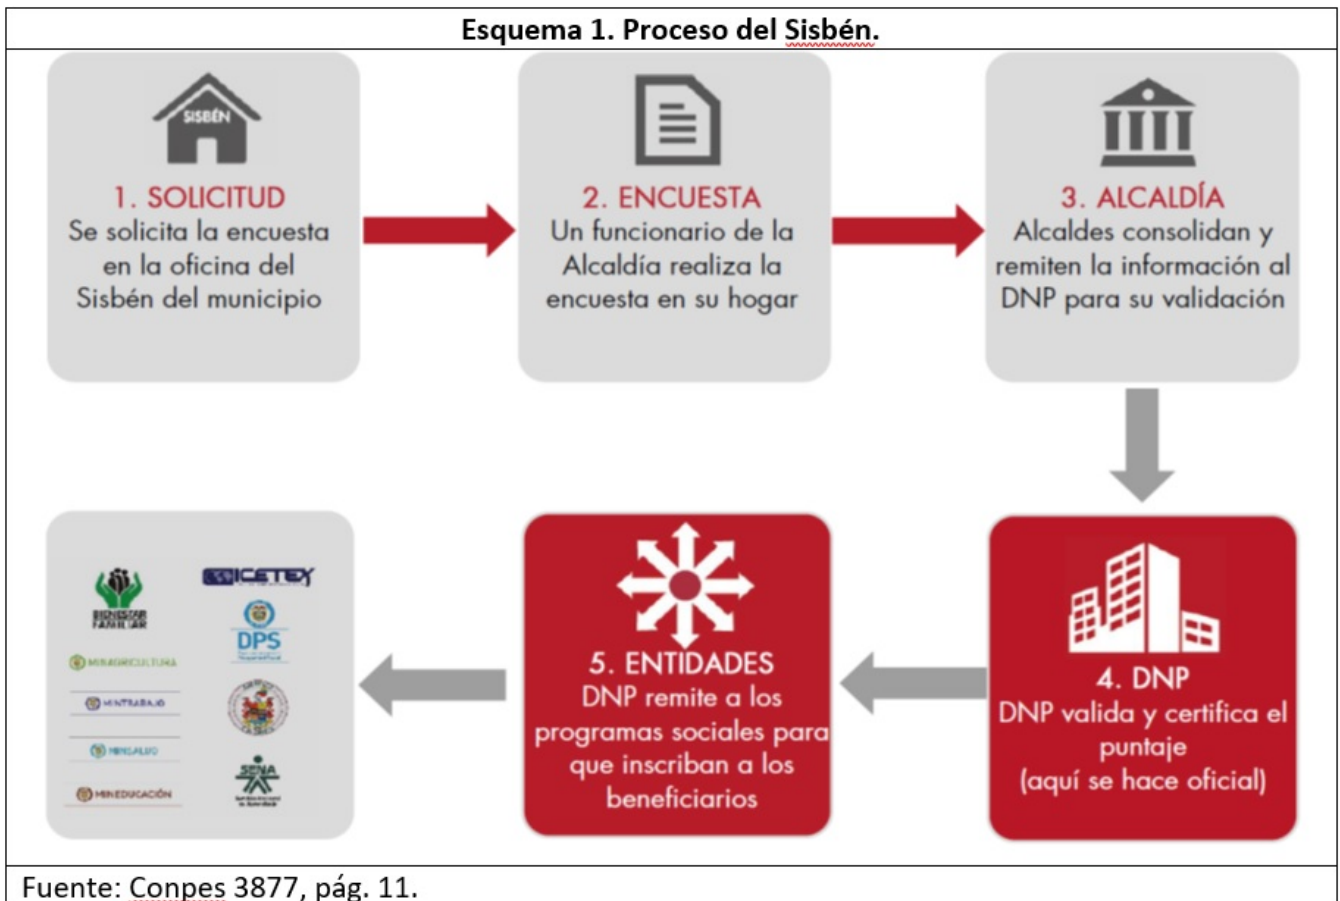 Esquema 1. Proceso del Sisbén.
SISBÉN
1. SOLICITUD
Se solicita la encuesta
en la oficina del
Sisbén del municipio
2. ENCUESTA
Un funcionario de la
Alcaldía realiza la
encuesta en su hogar
3. ALCALDÍA
Alcaldes consolidan y
remiten la información al
DNP para su validación
4. DNP
DNP valida y certifica el
puntaje
(aquí se hace oficial)
5. ENTIDADES
DNP remite a los
programas sociales para
que inscriban a los
beneficiarios
BIENESTAR
FAMILIAR
MINAGRICULTURA
MINTRABAJO
MINSALUD
MINEDUCACIÓN
ICETEX
DPS
SENA
Fuente: Conpes 3877, pág. 11.